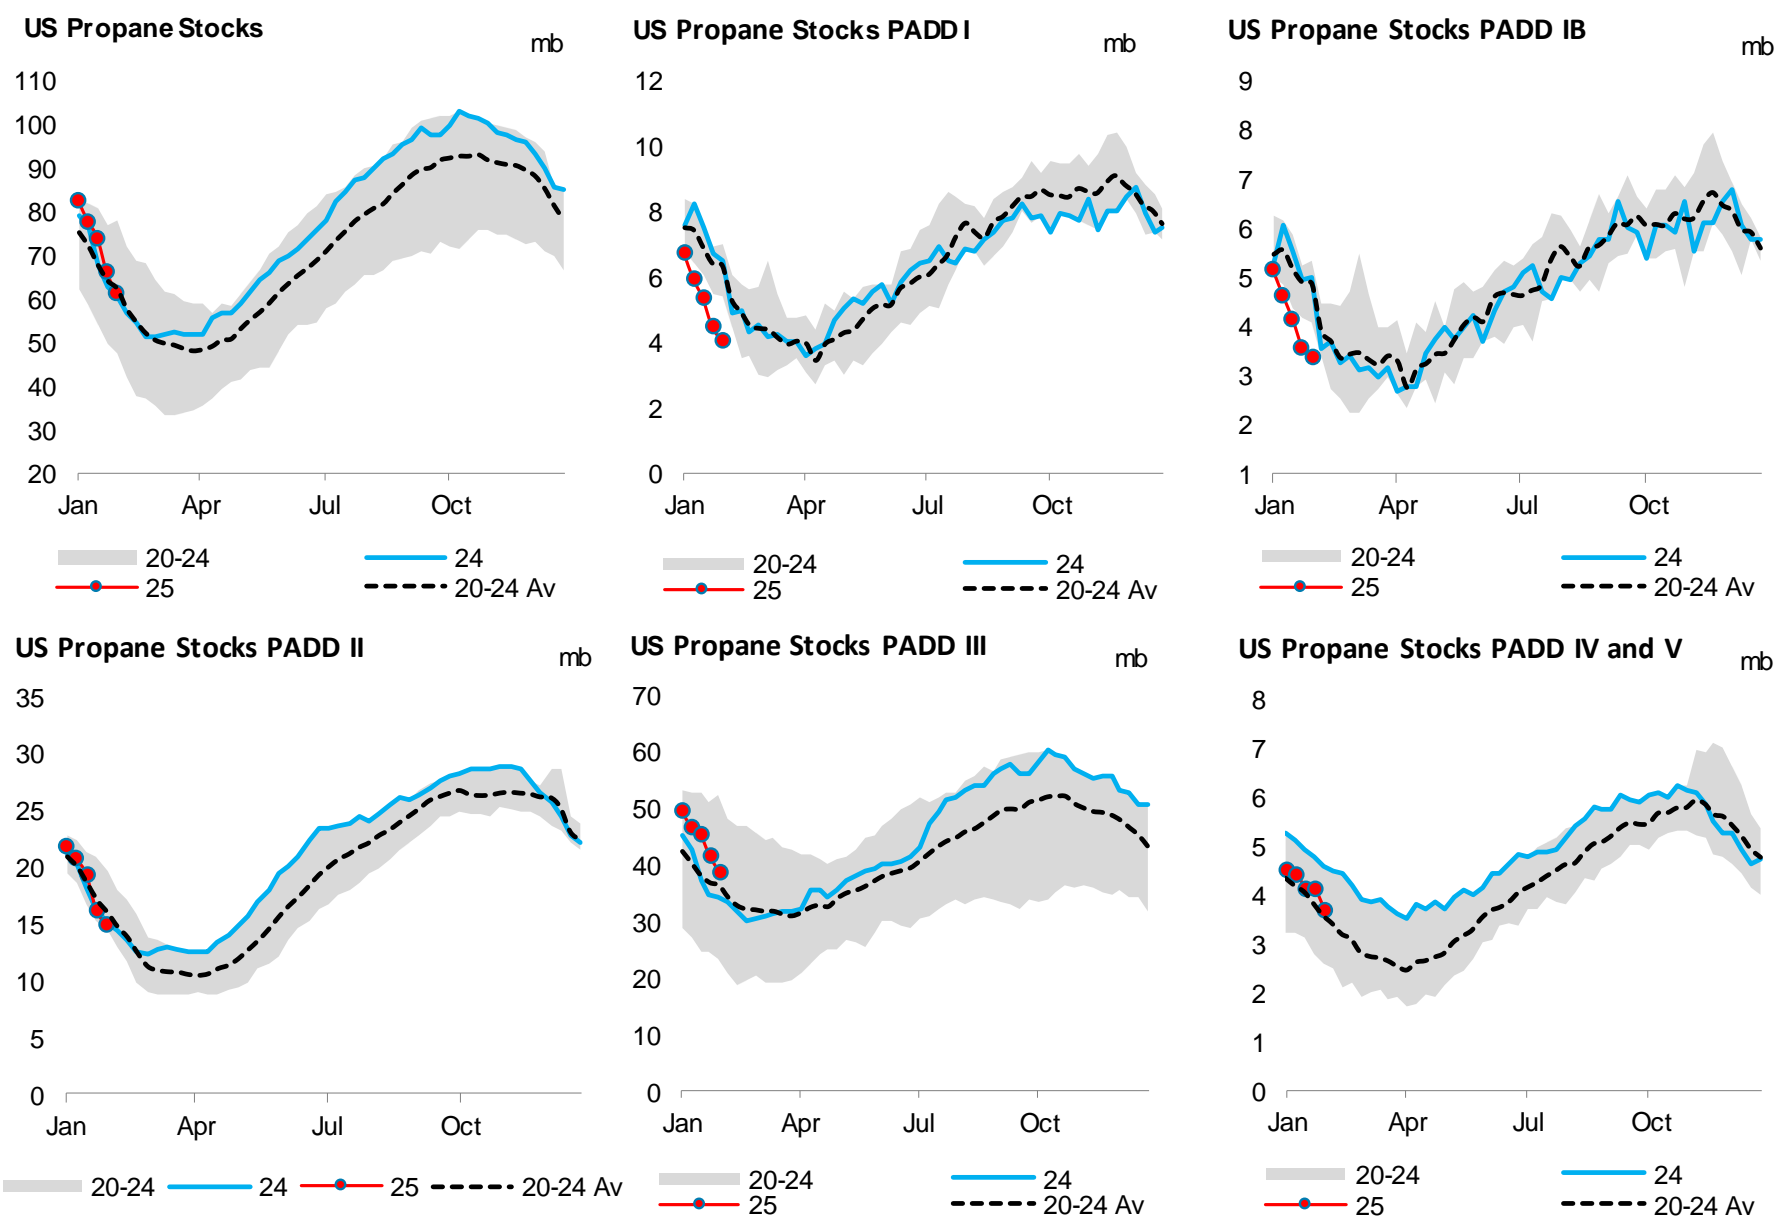 US Propane Stocks
mb
110
100
90
80
70
60
50
40
30
20
Jan Apr Jul Oct
20-24 24
25 20-24 Av
US Propane Stocks PADD I
mb
12
10
8
6
4
2
0
Jan Apr Jul Oct
20-24 24
25 20-24 Av
US Propane Stocks PADD IB
mb
9
8
7
6
5
4
3
2
1
Jan Apr Jul Oct
20-24 24
25 20-24 Av
US Propane Stocks PADD II
mb
35
30
25
20
15
10
5
0
Jan Apr Jul Oct
20-24 24 25 20-24 Av
US Propane Stocks PADD III
mb
70
60
50
40
30
20
10
0
Jan Apr Jul Oct
20-24 24
25 20-24 Av
US Propane Stocks PADD IV and V
mb
8
7
6
5
4
3
2
1
0
Jan Apr Jul Oct
20-24 24
25 20-24 Av